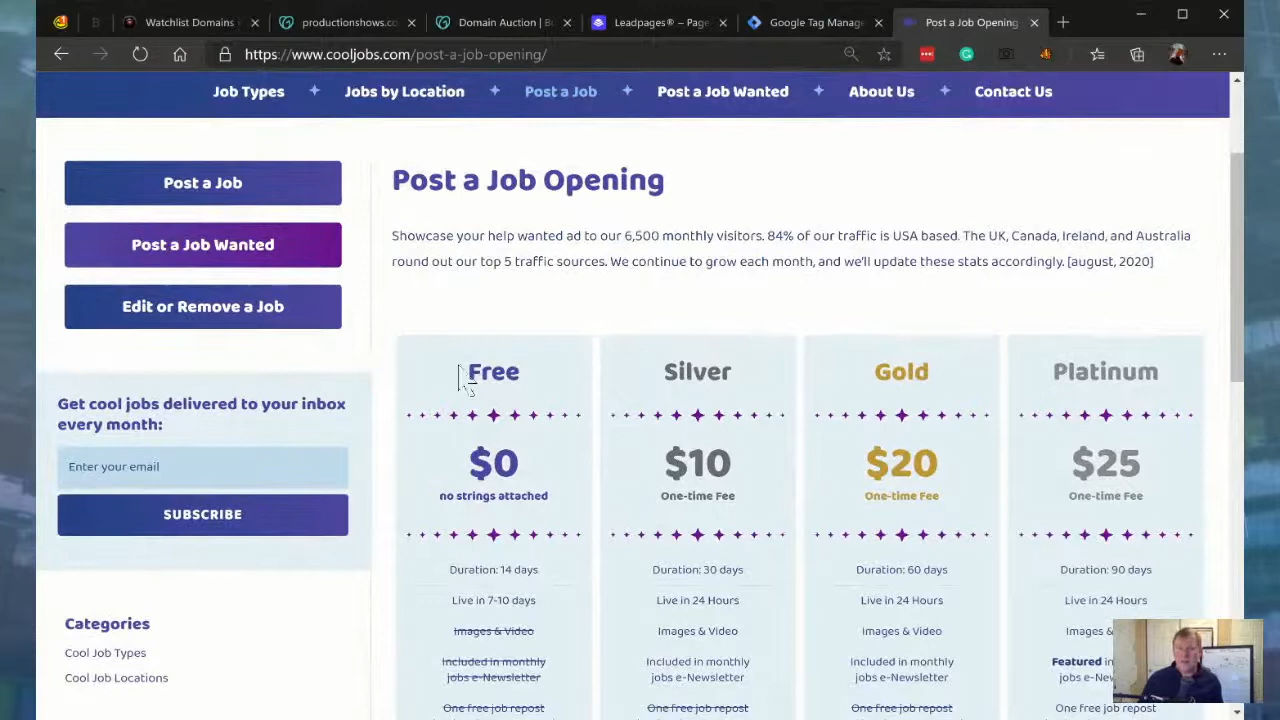 Watchlist Domains
productionshows.co
Domain Auction | Bu
Leadpages® – Page
Google Tag Manage
Post a Job Opening
https://www.cooljobs.com/post-a-job-opening/
Job Types
Jobs by Location
Post a Job
Post a Job Wanted
About Us
Contact Us
Post a Job
Post a Job Wanted
Edit or Remove a Job
Get cool jobs delivered to your inbox
every month:
Enter your email
SUBSCRIBE
Categories
Cool Job Types
Cool Job Locations
Post a Job Opening
Showcase your help wanted ad to our 6,500 monthly visitors. 84% of our traffic is USA based. The UK, Canada, Ireland, and Australia
round out our top 5 traffic sources. We continue to grow each month, and we'll update these stats accordingly. [august, 2020]
Free
$0
no strings attached
Duration: 14 days
Live in 7-10 days
Images & Video
Included in monthly
jobs e-Newsletter
One free job repost
Silver
$10
One-time Fee
Duration: 30 days
Live in 24 Hours
Images & Video
Included in monthly
jobs e-Newsletter
One free job repost
Gold
$20
One-time Fee
Duration: 60 days
Live in 24 Hours
Images & Video
Included in monthly
jobs e-Newsletter
One free job repost
Platinum
$25
One-time Fee
Duration: 90 days
Live in 24 Hours
Images
Featured in
jobs e-New
One free job